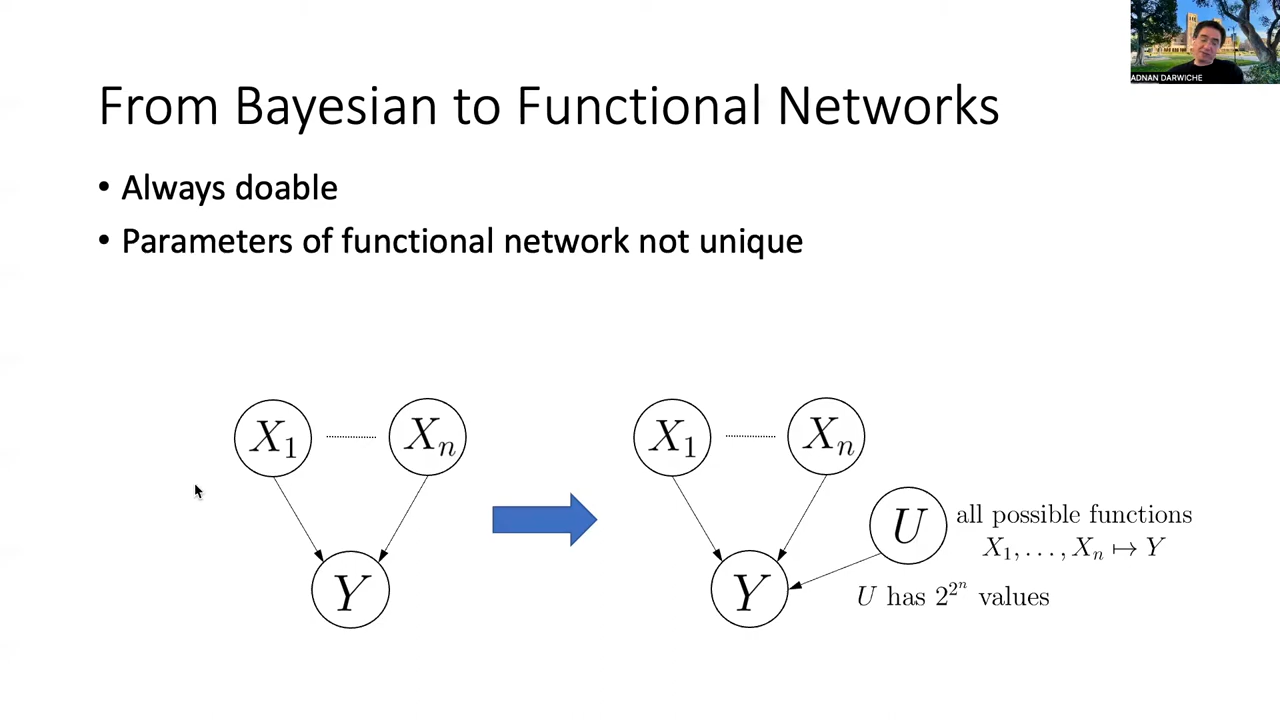 ADNAN DARWICHE
From Bayesian to Functional Networks
• Always doable
• Parameters of functional network not unique
X₁ Xₙ X₁ Xₙ
U all possible functions
X₁, . . . , Xₙ ↦ Y
Y Y U has 2^{2^n} values